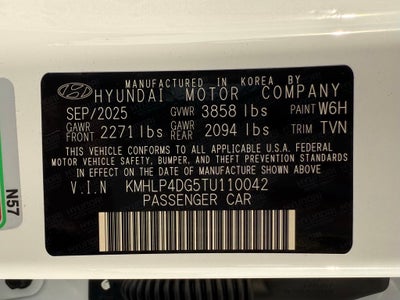 MANUFACTURED IN KOREA BY
HYUNDAI MOTOR COMPANY
SEP/2025 GVWR 3858 lbs PAINT W6H
GAWR FRONT 2271 lbs GAWR REAR 2094 lbs TRIM TVN
THIS VEHICLE CONFORMS TO ALL APPLICABLE U.S.A. FEDERAL
MOTOR VEHICLE SAFETY, BUMPER, AND THEFT PREVENTION STANDARDS
IN EFFECT ON THE DATE OF MANUFACTURE SHOWN ABOVE.
V.I.N KMHLP4DG5TU110042
PASSENGER CAR
N57